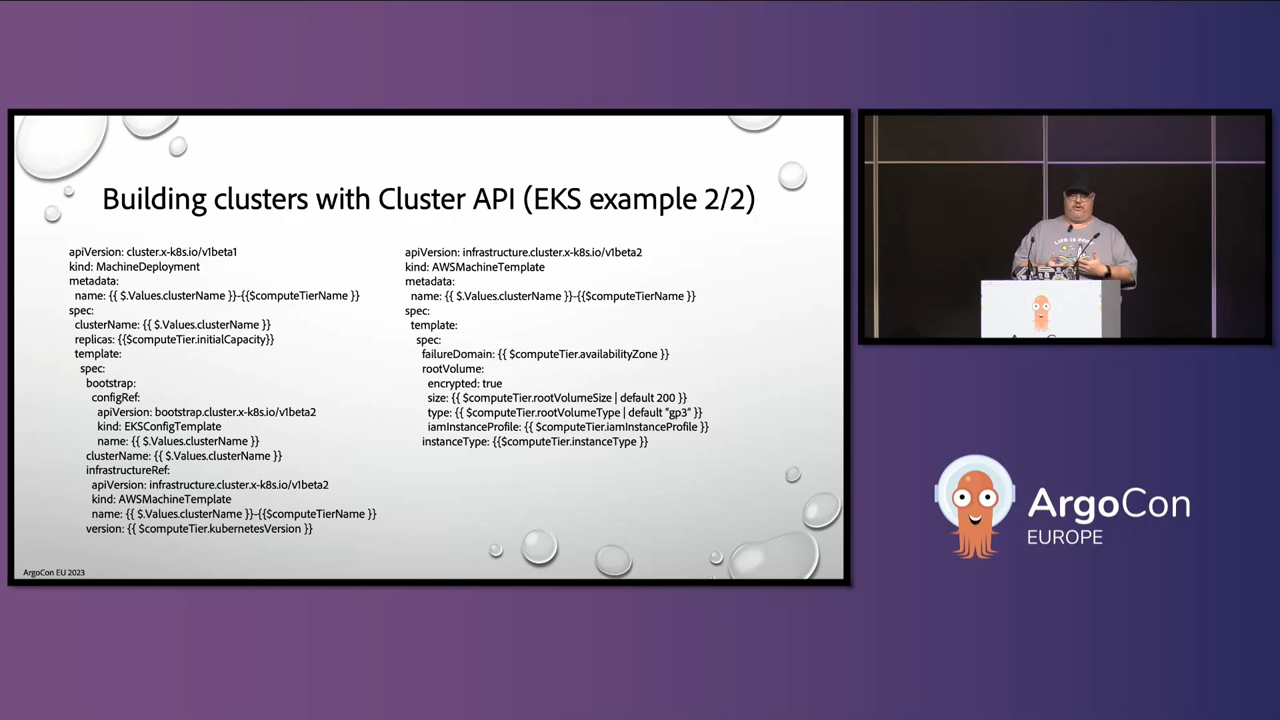 Building clusters with Cluster API (EKS example 2/2)
apiVersion: cluster.x-k8s.io/v1beta1
kind: MachineDeployment
metadata:
name: {{ $.Values.clusterName }}-{{$computeTierName }}
spec:
clusterName: {{ $.Values.clusterName }}
replicas: {{$computeTier.initialCapacity}}
template:
spec:
bootstrap:
configRef:
apiVersion: bootstrap.cluster.x-k8s.io/v1beta2
kind: EKSConfigTemplate
name: {{ $.Values.clusterName }}
clusterName: {{ $.Values.clusterName }}
infrastructureRef:
apiVersion: infrastructure.cluster.x-k8s.io/v1beta2
kind: AWSMachineTemplate
name: {{ $.Values.clusterName }}-{{$computeTierName }}
version: {{ $computeTier.kubernetesVersion }}
apiVersion: infrastructure.cluster.x-k8s.io/v1beta2
kind: AWSMachineTemplate
metadata:
name: {{ $.Values.clusterName }}-{{$computeTierName }}
spec:
template:
spec:
failureDomain: {{ $computeTier.availabilityZone }}
rootVolume:
encrypted: true
size: {{ $computeTier.rootVolumeSize | default 200 }}
type: {{ $computeTier.rootVolumeType | default “gp3” }}
iamInstanceProfile: {{ $computeTier.iamInstanceProfile }}
instanceType: {{$computeTier.instanceType }}
ArgoCon EU 2023
LIFE IS
ArgoCon
EUROPE